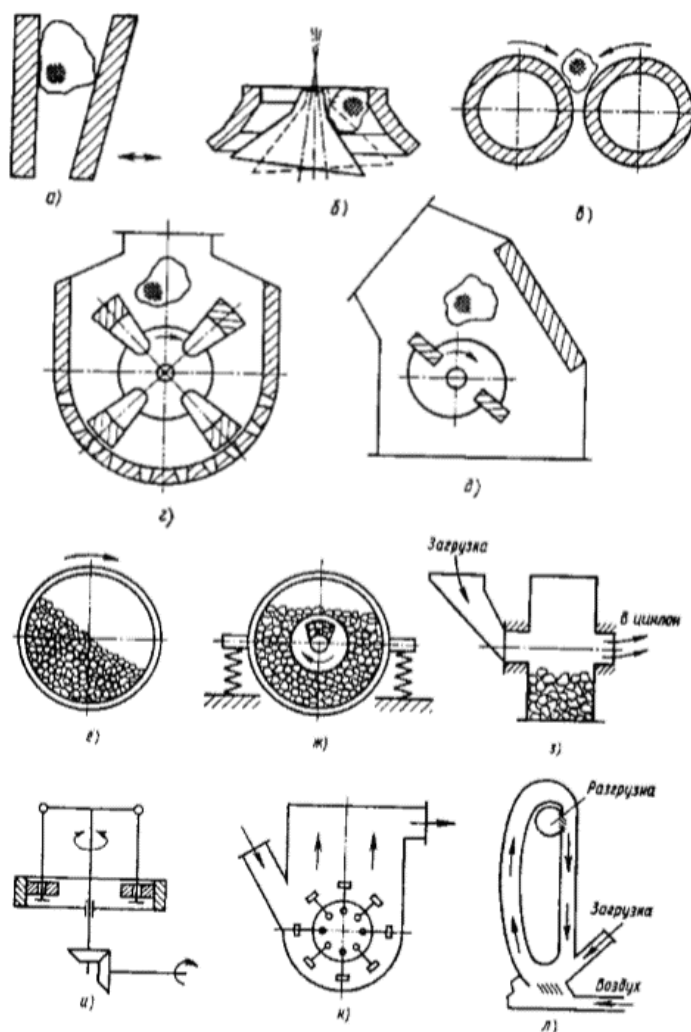 а)
б)
в)
г)
д)
Загрузка
в циклон
е)
ж)
з)
Разгрузка
Загрузка
Воздух
и)
к)
л)